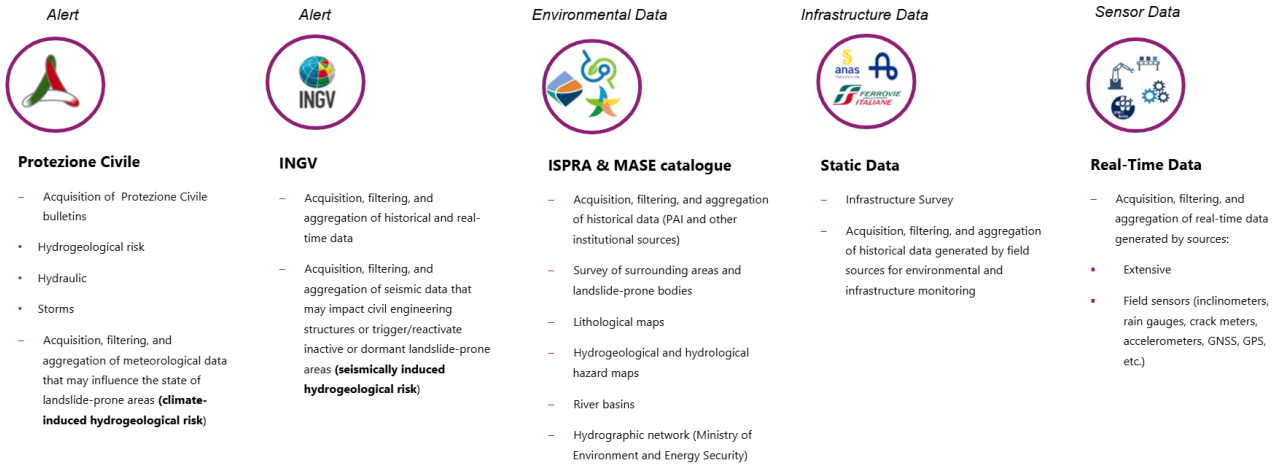 Alert
Alert
Environmental Data
Infrastructure Data
Sensor Data
INGV
anas
FERROVIE
ITALIANE
Protezione Civile
– Acquisition of Protezione Civile
bulletins
• Hydrogeological risk
• Hydraulic
• Storms
– Acquisition, filtering, and
aggregation of meteorological data
that may influence the state of
landslide-prone areas (climate-
induced hydrogeological risk)
INGV
– Acquisition, filtering, and
aggregation of historical and real-
time data
– Acquisition, filtering, and
aggregation of seismic data that
may impact civil engineering
structures or trigger/reactivate
inactive or dormant landslide-prone
areas (seismically induced
hydrogeological risk)
ISPRA & MASE catalogue
– Acquisition, filtering, and aggregation
of historical data (PAI and other
institutional sources)
– Survey of surrounding areas and
landslide-prone bodies
– Lithological maps
– Hydrogeological and hydrological
hazard maps
– River basins
– Hydrographic network (Ministry of
Environment and Energy Security)
Static Data
– Infrastructure Survey
– Acquisition, filtering, and aggregation
of historical data generated by field
sources for environmental and
infrastructure monitoring
Real-Time Data
– Acquisition, filtering, and
aggregation of real-time data
generated by sources:
▪ Extensive
▪ Field sensors (inclinometers,
rain gauges, crack meters,
accelerometers, GNSS, GPS,
etc.)